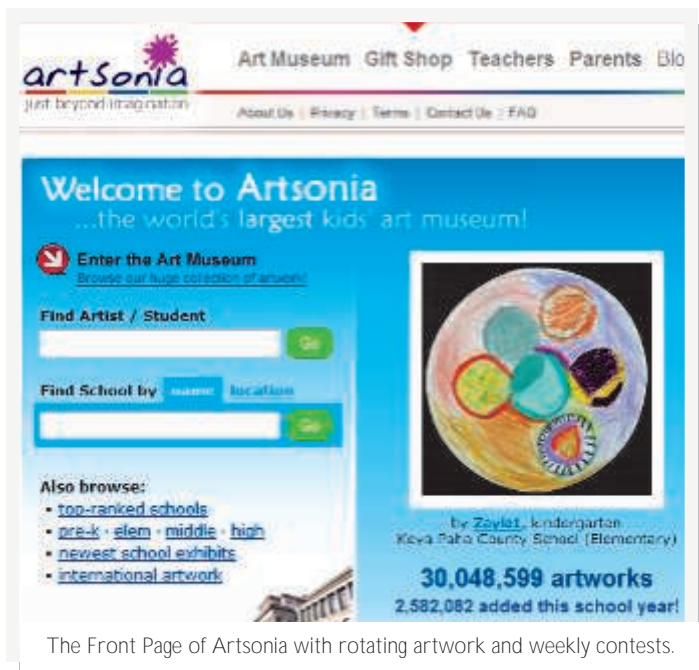 artsonia
just beyond imagination
Art Museum Gift Shop Teachers Parents Blo
About Us | Privacy | Terms | Contact Us | FAQ
Welcome to Artsonia
...the world's largest kids' art museum!
Enter the Art Museum
Browse our huge collection of artwork!
Find Artist / Student
Go
Find School by name location
Go
Also browse:
• top-ranked schools
• pre-k · elem · middle · high
• newest school exhibits
• international artwork
by Zaylet, kindergarten
Keya Paha County School (Elementary)
30,048,599 artworks
2,582,082 added this school year!
The Front Page of Artsonia with rotating artwork and weekly contests.